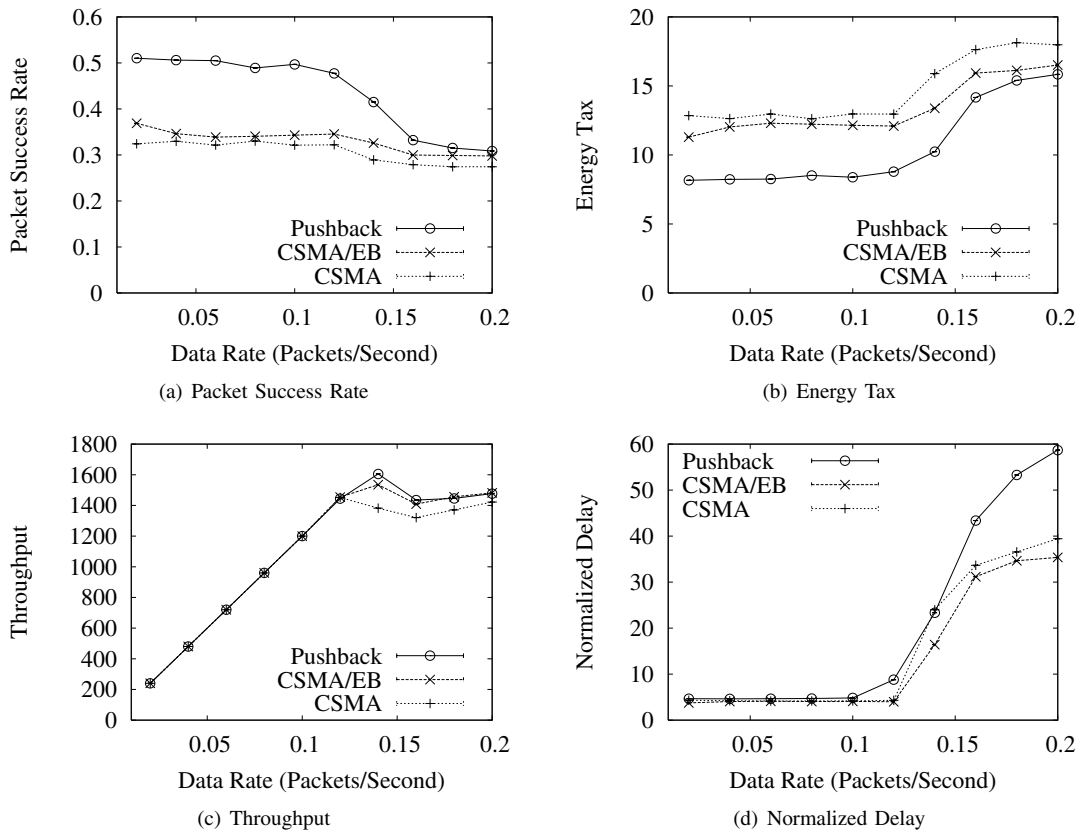 0.6
0.5
0.4
0.3
0.2
0.1
0
Packet Success Rate
Pushback
CSMA/EB
CSMA
0.05 0.1 0.15 0.2
Data Rate (Packets/Second)
(a) Packet Success Rate
20
15
10
5
0
Energy Tax
Pushback
CSMA/EB
CSMA
0.05 0.1 0.15 0.2
Data Rate (Packets/Second)
(b) Energy Tax
1800
1600
1400
1200
1000
800
600
400
200
0
Throughput
Pushback
CSMA/EB
CSMA
0.05 0.1 0.15 0.2
Data Rate (Packets/Second)
(c) Throughput
60
50
40
30
20
10
0
Normalized Delay
Pushback
CSMA/EB
CSMA
0.05 0.1 0.15 0.2
Data Rate (Packets/Second)
(d) Normalized Delay